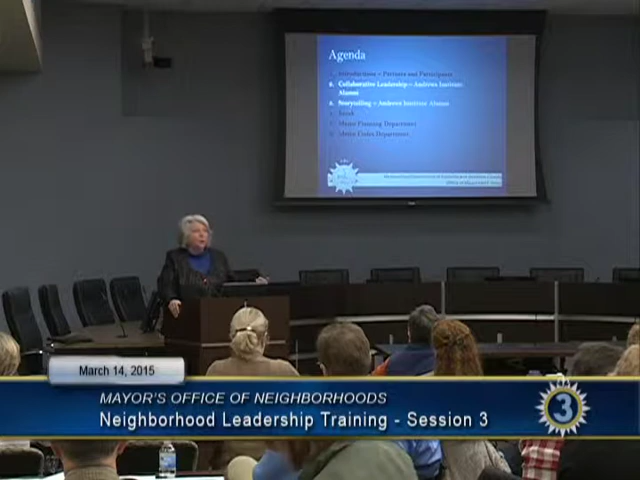 Agenda
Introductions – Partners and Participants
Collaborative Leadership – Andrews Institute
Alumni
Storytelling – Andrews Institute Alumni
Break
Metro Planning Department
Metro Codes Department
March 14, 2015
MAYOR'S OFFICE OF NEIGHBORHOODS
Neighborhood Leadership Training - Session 3
3